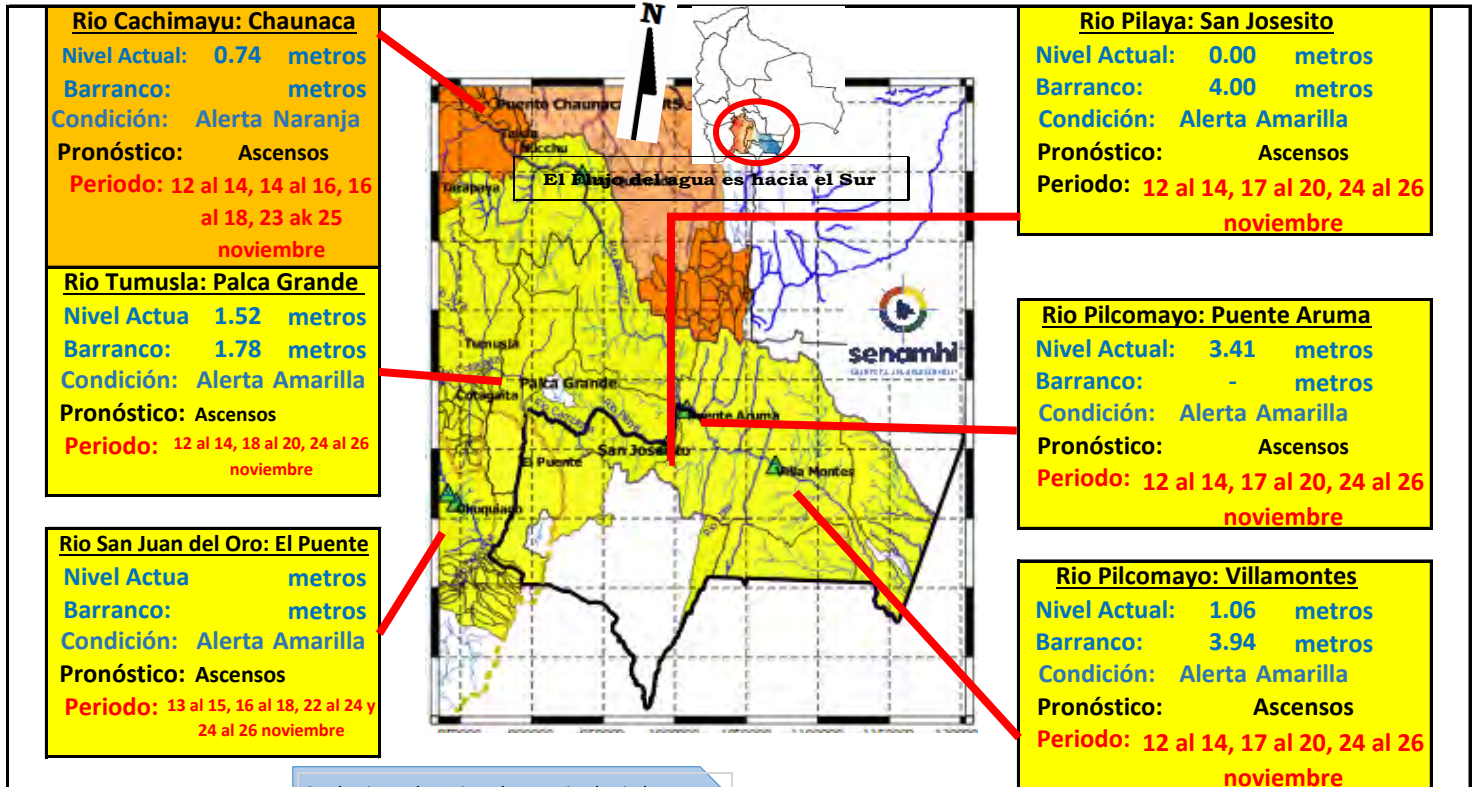 Rio Cachimayu: Chaunaca
Nivel Actual: 0.74 metros
Barranco: metros
Condición: Alerta Naranja
Pronóstico: Ascensos
Periodo: 12 al 14, 14 al 16, 16
al 18, 23 ak 25
noviembre
Rio Tumusla: Palca Grande
Nivel Actua 1.52 metros
Barranco: 1.78 metros
Condición: Alerta Amarilla
Pronóstico: Ascensos
Periodo: 12 al 14, 18 al 20, 24 al 26
noviembre
Rio San Juan del Oro: El Puente
Nivel Actua metros
Barranco: metros
Condición: Alerta Amarilla
Pronóstico: Ascensos
Periodo: 13 al 15, 16 al 18, 22 al 24 y
24 al 26 noviembre
N
Puente Chaunaca
Talula
Nucchu
Tarapaya
El Flujo del agua es hacia el Sur
Tumusla
Palca Grande
Cotagaita
Puente Aruma
San Josesito
El Puente
Villa Montes
Chuquiago
senamhi
Rio Pilaya: San Josesito
Nivel Actual: 0.00 metros
Barranco: 4.00 metros
Condición: Alerta Amarilla
Pronóstico: Ascensos
Periodo: 12 al 14, 17 al 20, 24 al 26
noviembre
Rio Pilcomayo: Puente Aruma
Nivel Actual: 3.41 metros
Barranco: - metros
Condición: Alerta Amarilla
Pronóstico: Ascensos
Periodo: 12 al 14, 17 al 20, 24 al 26
noviembre
Rio Pilcomayo: Villamontes
Nivel Actual: 1.06 metros
Barranco: 3.94 metros
Condición: Alerta Amarilla
Pronóstico: Ascensos
Periodo: 12 al 14, 17 al 20, 24 al 26
noviembre